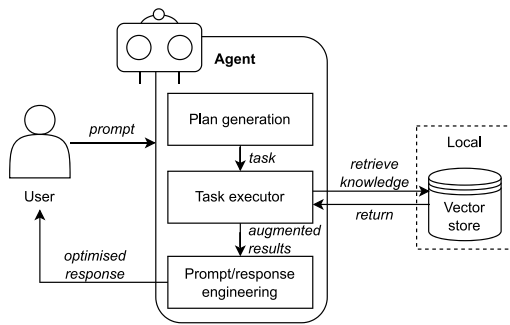 Agent
Plan generation
prompt
task
Local
retrieve
knowledge
User
Task executor
return
Vector
store
augmented
results
optimised
response
Prompt/response
engineering